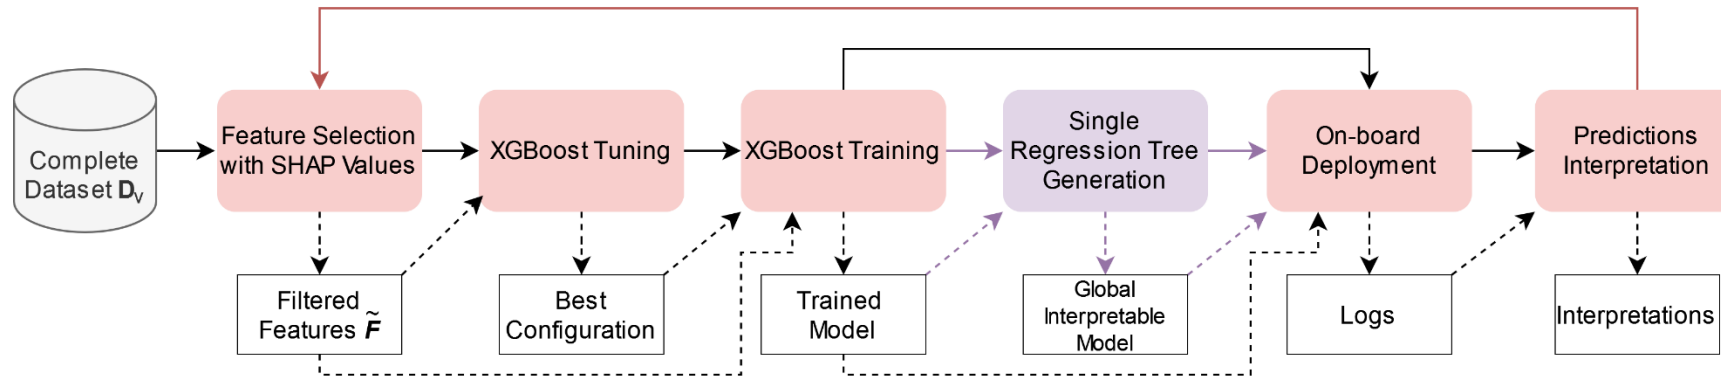 Complete
Dataset D_v
Feature Selection
with SHAP Values
XGBoost Tuning
XGBoost Training
Single
Regression Tree
Generation
On-board
Deployment
Predictions
Interpretation
Filtered
Features F̃
Best
Configuration
Trained
Model
Global
Interpretable
Model
Logs
Interpretations